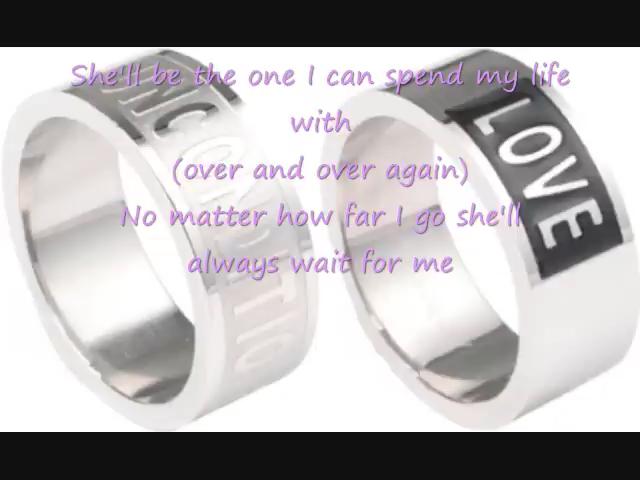 She'll be the one I can spend my life
with
(over and over again)
No matter how far I go she'll
always wait for me
LOVE